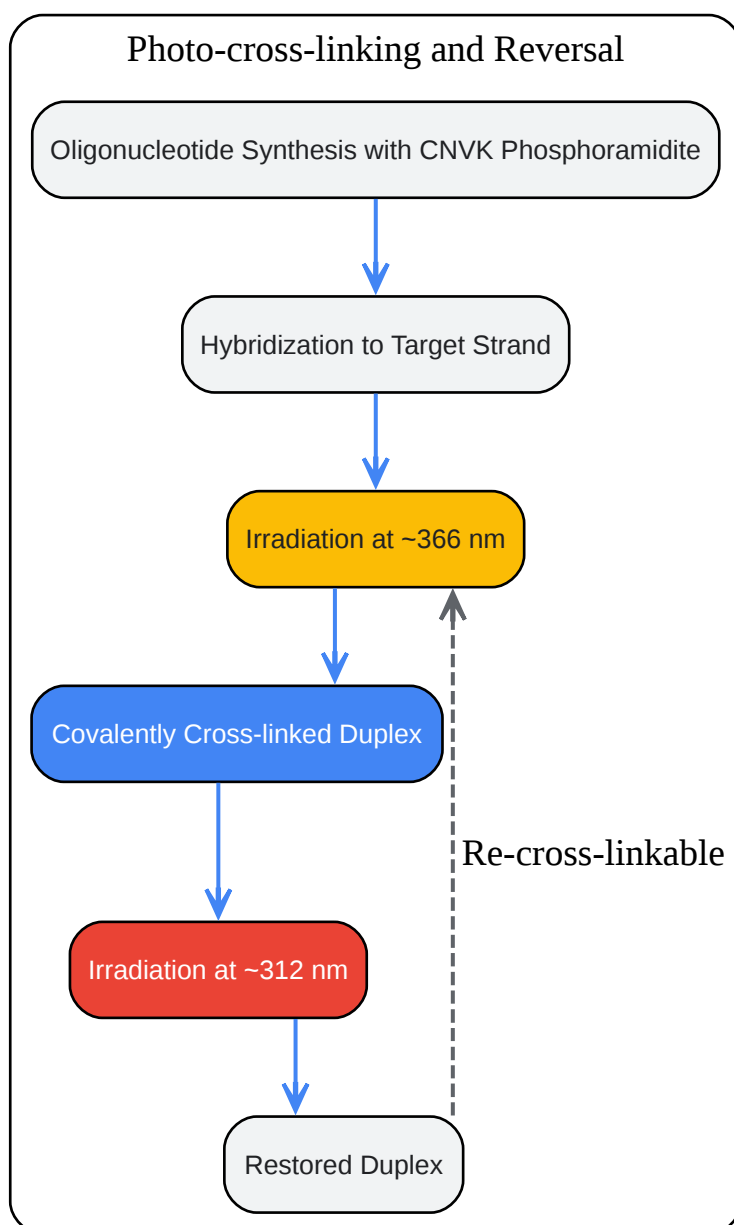 Photo-cross-linking and Reversal
Oligonucleotide Synthesis with CNVK Phosphoramidite
Hybridization to Target Strand
Irradiation at ~366 nm
Covalently Cross-linked Duplex
Re-cross-linkable
Irradiation at ~312 nm
Restored Duplex